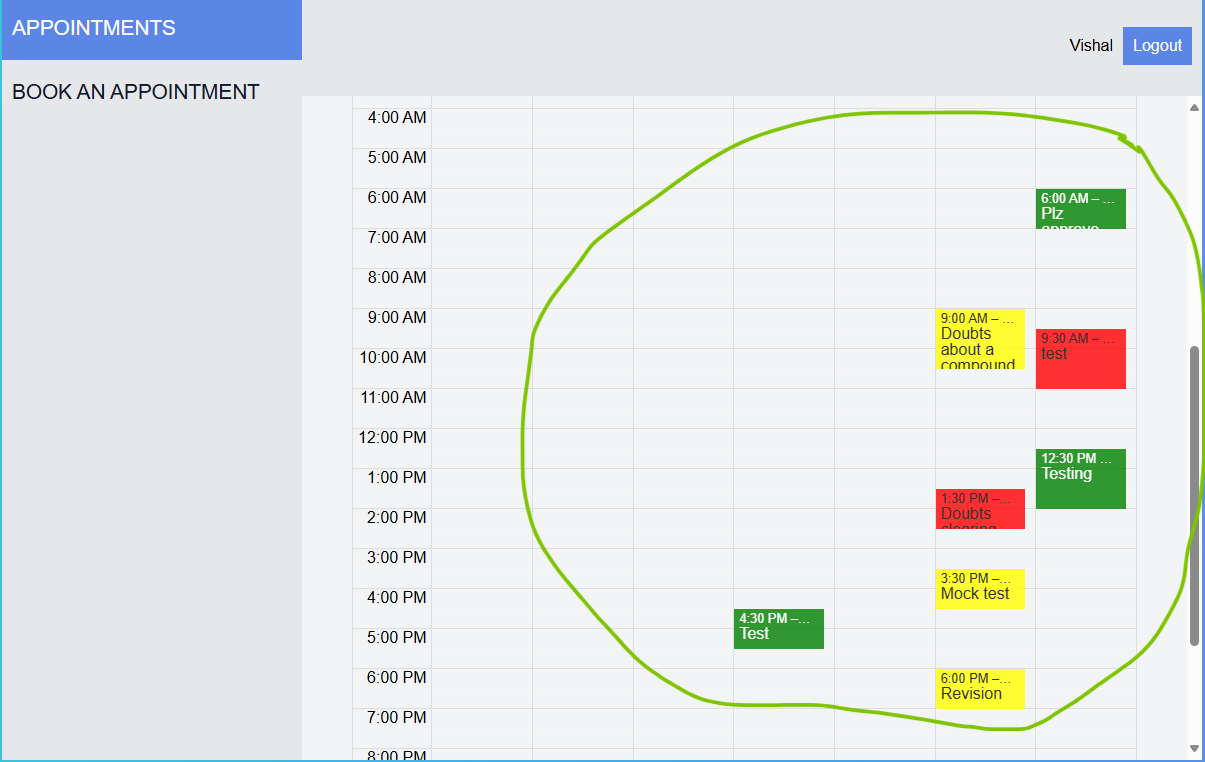 APPOINTMENTS
Vishal
Logout
BOOK AN APPOINTMENT
4:00 AM
5:00 AM
6:00 AM
6:00 AM – ...
Plz
approve
7:00 AM
8:00 AM
9:00 AM
9:00 AM – ...
Doubts
about a
compound
9:30 AM – ...
test
10:00 AM
11:00 AM
12:00 PM
12:30 PM ...
Testing
1:00 PM
1:30 PM –...
Doubts
clearing
2:00 PM
3:00 PM
3:30 PM –...
Mock test
4:00 PM
4:30 PM –...
Test
5:00 PM
6:00 PM
6:00 PM –...
Revision
7:00 PM
8:00 PM